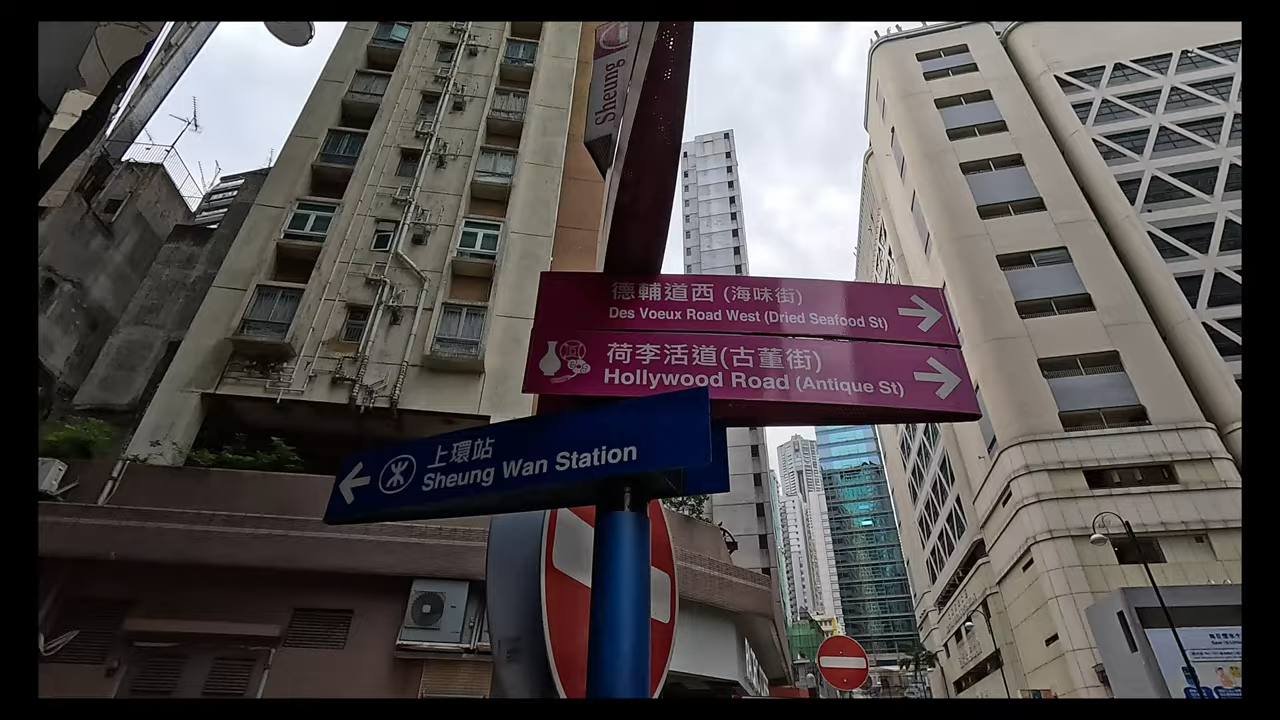 Sheung
德輔道西 (海味街)
Des Voeux Road West (Dried Seafood St)
荷李活道(古董街)
Hollywood Road (Antique St)
上環站
Sheung Wan Station